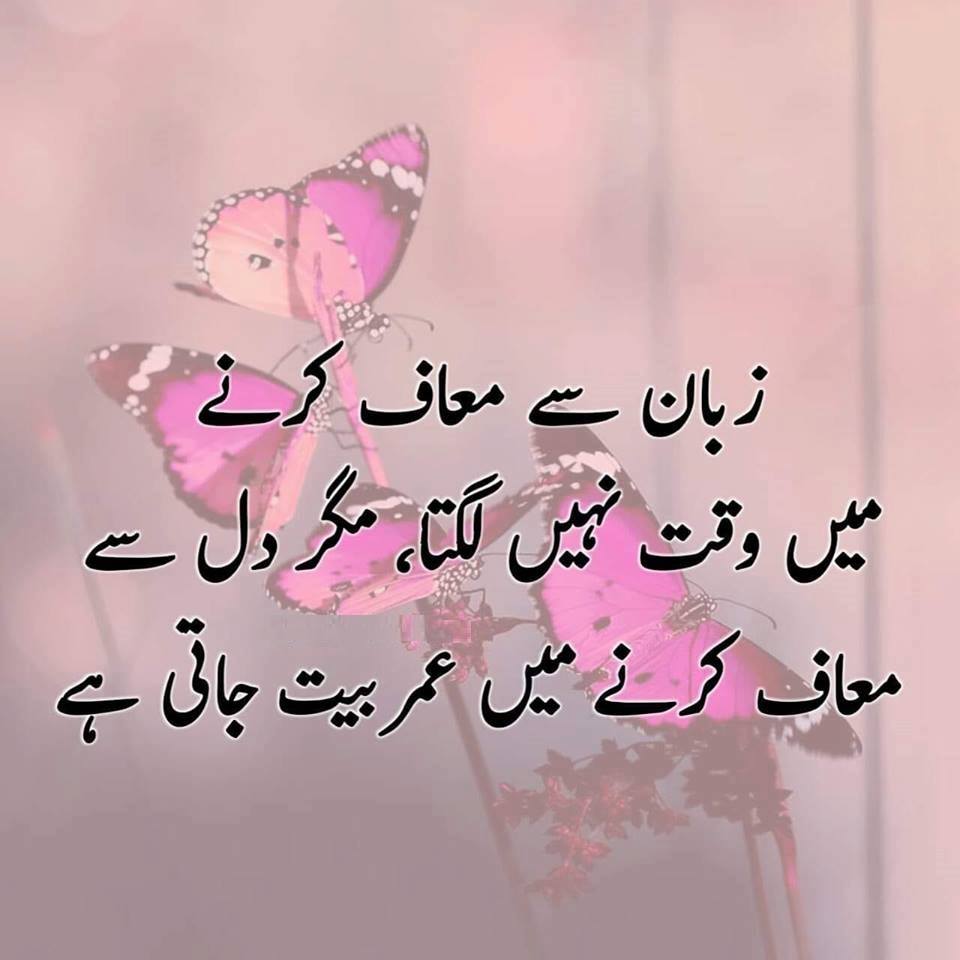 زبان سے معاف کرنے
میں وقت نہیں لگتا، مگر دل سے
معاف کرنے میں عمر بیت جاتی ہے